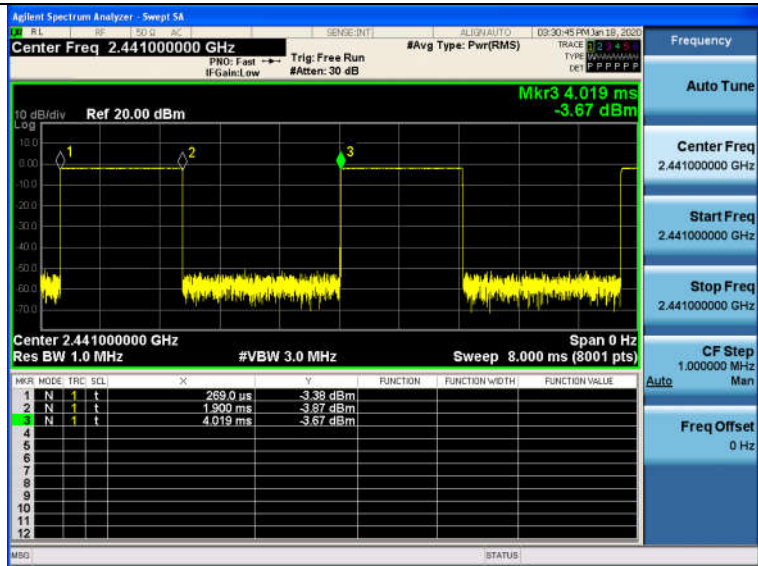 Agilent Spectrum Analyzer - Swept SA
RL RF 50 Ω AC SENSE:INT ALIGNAUTO 03:30:45 PM Jan 18, 2020
Center Freq 2.441000000 GHz
PNO: Fast
IFGain:Low
Trig: Free Run
#Atten: 30 dB
#Avg Type: Pwr(RMS)
TRACE 1 2 3 4 5 6
TYPE
DET P P P P P P
Mkr3 4.019 ms
-3.67 dBm
10 dB/div Ref 20.00 dBm
Log
10.0
0.00
-10.0
-20.0
-30.0
-40.0
-50.0
-60.0
-70.0
1
2
3
Center 2.441000000 GHz Span 0 Hz
Res BW 1.0 MHz #VBW 3.0 MHz Sweep 8.000 ms (8001 pts)
MKR MODE TRC SCL X Y FUNCTION FUNCTION WIDTH FUNCTION VALUE
1 N 1 t 269.0 µs -3.38 dBm
2 N 1 t 1.900 ms -3.87 dBm
3 N 1 t 4.019 ms -3.67 dBm
4
5
6
7
8
9
10
11
12
MSG STATUS
Frequency
Auto Tune
Center Freq
2.441000000 GHz
Start Freq
2.441000000 GHz
Stop Freq
2.441000000 GHz
CF Step
1.000000 MHz
Auto Man
Freq Offset
0 Hz